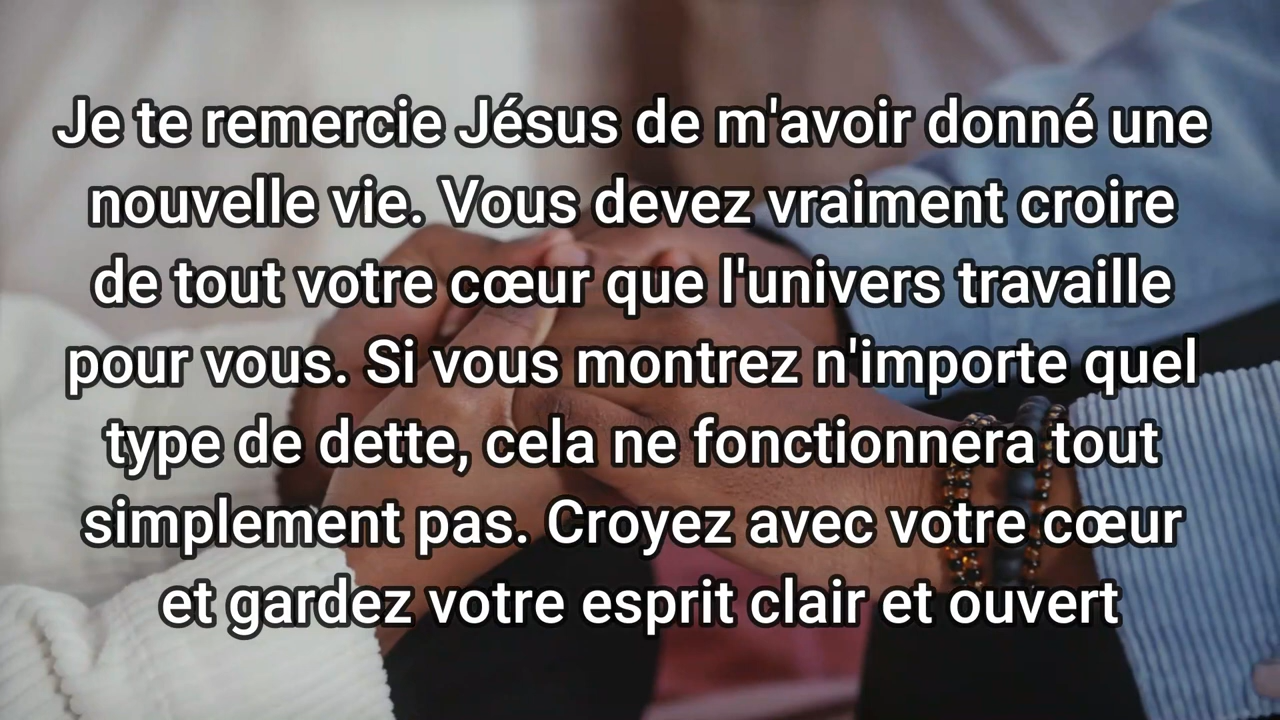 Je te remercie Jésus de m'avoir donné une
nouvelle vie. Vous devez vraiment croire
de tout votre cœur que l'univers travaille
pour vous. Si vous montrez n'importe quel
type de dette, cela ne fonctionnera tout
simplement pas. Croyez avec votre cœur
et gardez votre esprit clair et ouvert